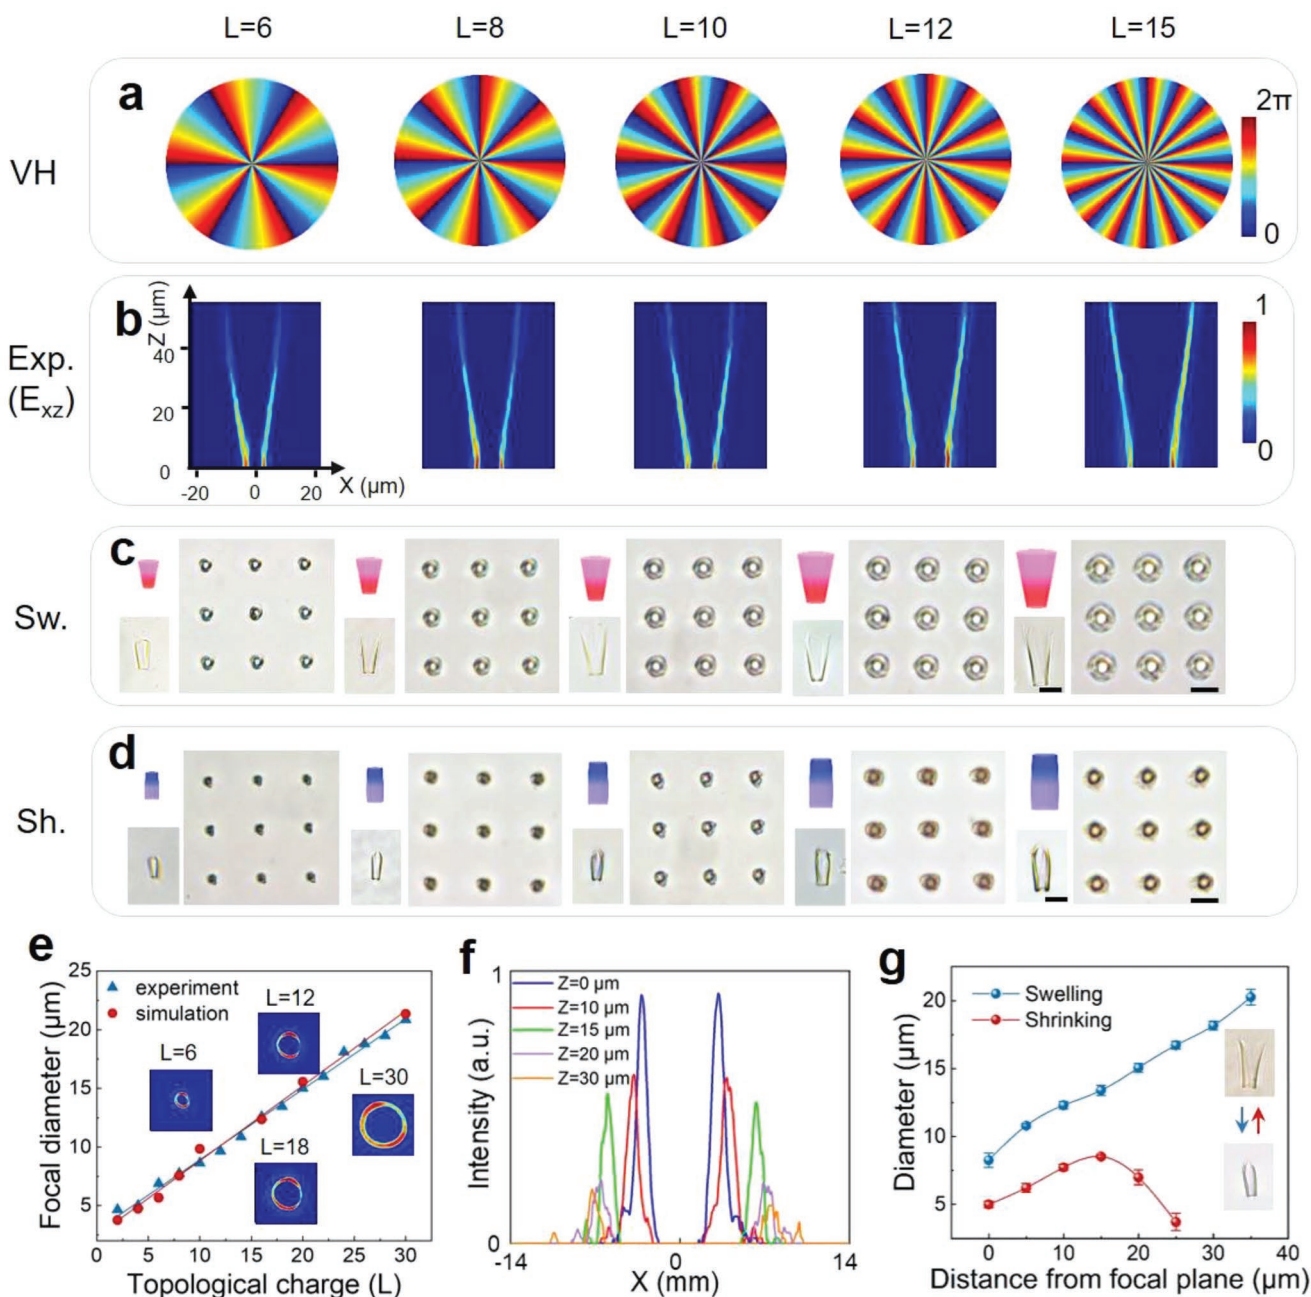 L=6 L=8 L=10 L=12 L=15
a
VH
2π
0
b
Exp.
(Exz)
Z (µm)
40
20
0
-20 0 20
X (µm)
1
0
c
Sw.
d
Sh.
e
Focal diameter (µm)
25
20
15
10
5
experiment
simulation
L=12
L=6
L=30
L=18
0 5 10 15 20 25 30
Topological charge (L)
f
Intensity (a.u.)
1
0
Z=0 µm
Z=10 µm
Z=15 µm
Z=20 µm
Z=30 µm
-14 0 14
X (mm)
g
Diameter (µm)
20
15
10
5
Swelling
Shrinking
0 10 20 30 40
Distance from focal plane (µm)